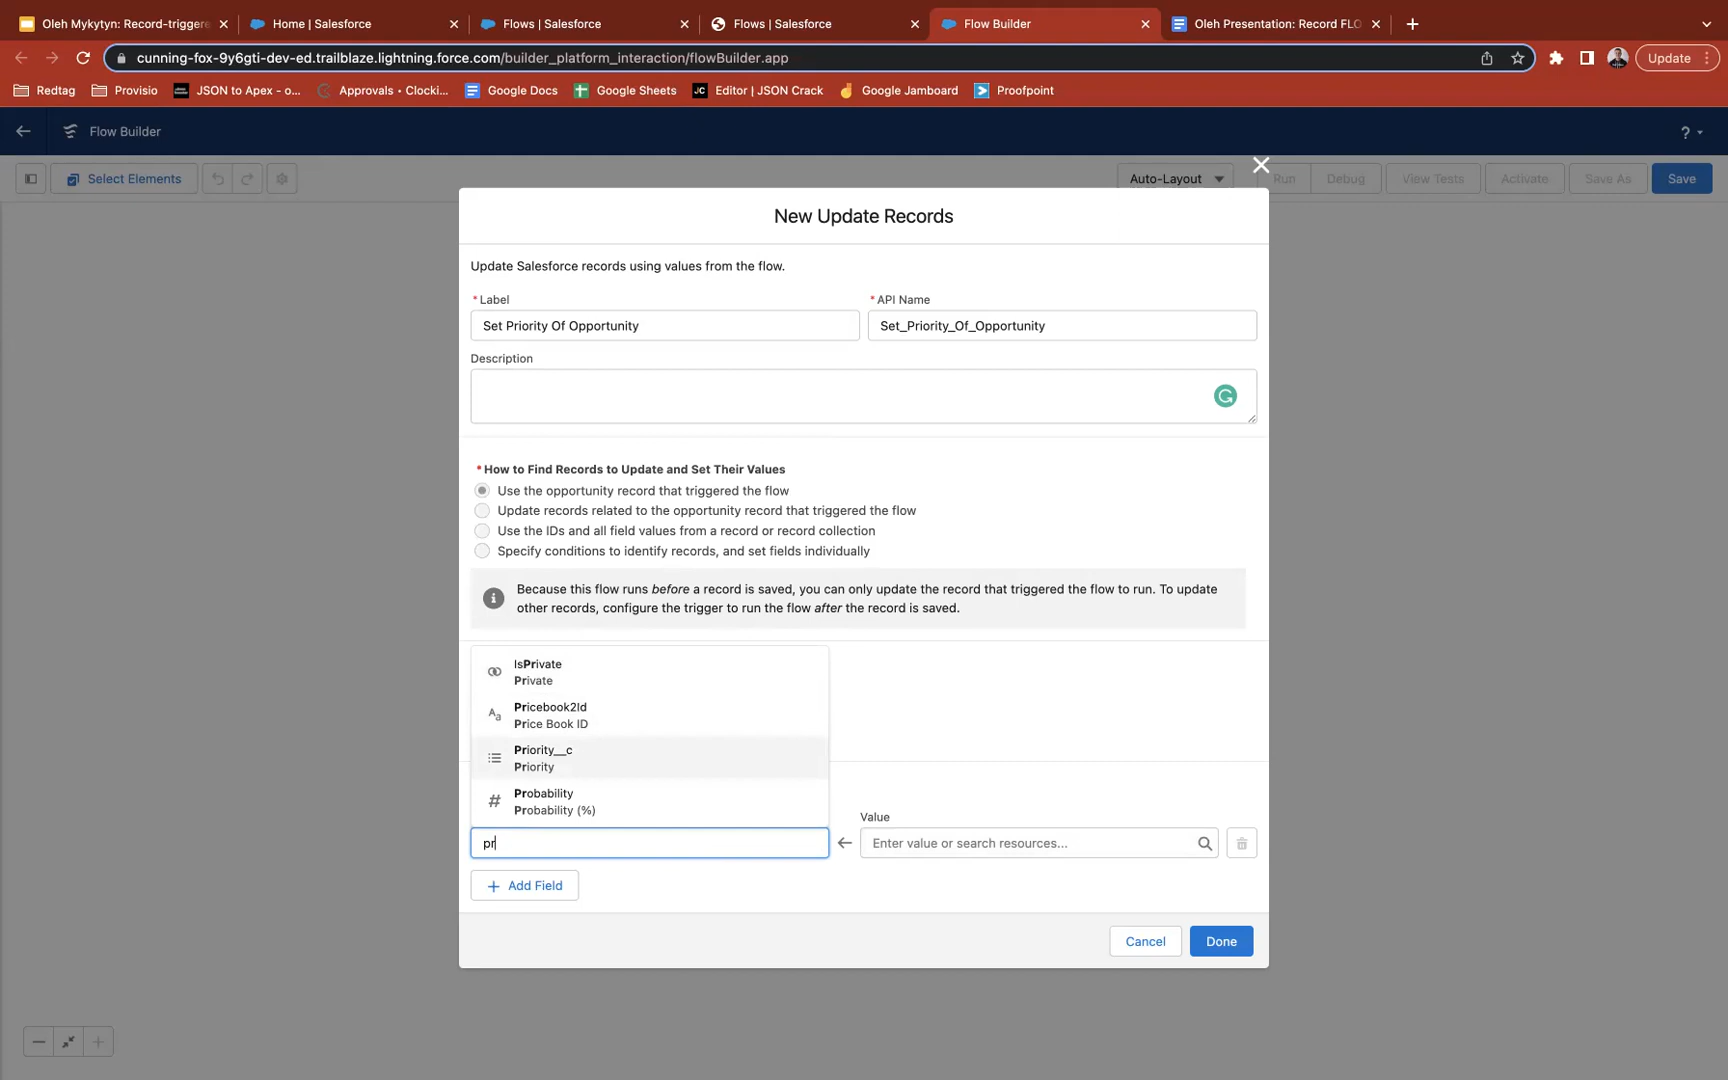 Oleh Mykytyn: Record-triggere
Home | Salesforce
Flows | Salesforce
Flows | Salesforce
Flow Builder
Oleh Presentation: Record FLO
cunning-fox-9y6gti-dev-ed.trailblaze.lightning.force.com/builder_platform_interaction/flowBuilder.app
Update
Redtag
Provisio
JSON to Apex - o...
Approvals • Clocki...
Google Docs
Google Sheets
JC
Editor | JSON Crack
Google Jamboard
Proofpoint
Flow Builder
?
Select Elements
Auto-Layout
Run
Debug
View Tests
Activate
Save As
Save
New Update Records
Update Salesforce records using values from the flow.
* Label
* API Name
Set Priority Of Opportunity
Set_Priority_Of_Opportunity
Description
* How to Find Records to Update and Set Their Values
Use the opportunity record that triggered the flow
Update records related to the opportunity record that triggered the flow
Use the IDs and all field values from a record or record collection
Specify conditions to identify records, and set fields individually
Because this flow runs before a record is saved, you can only update the record that triggered the flow to run. To update
other records, configure the trigger to run the flow after the record is saved.
IsPrivate
Private
Pricebook2Id
Price Book ID
Priority__c
Priority
Probability
Probability (%)
Value
pr
Enter value or search resources...
Add Field
Cancel
Done